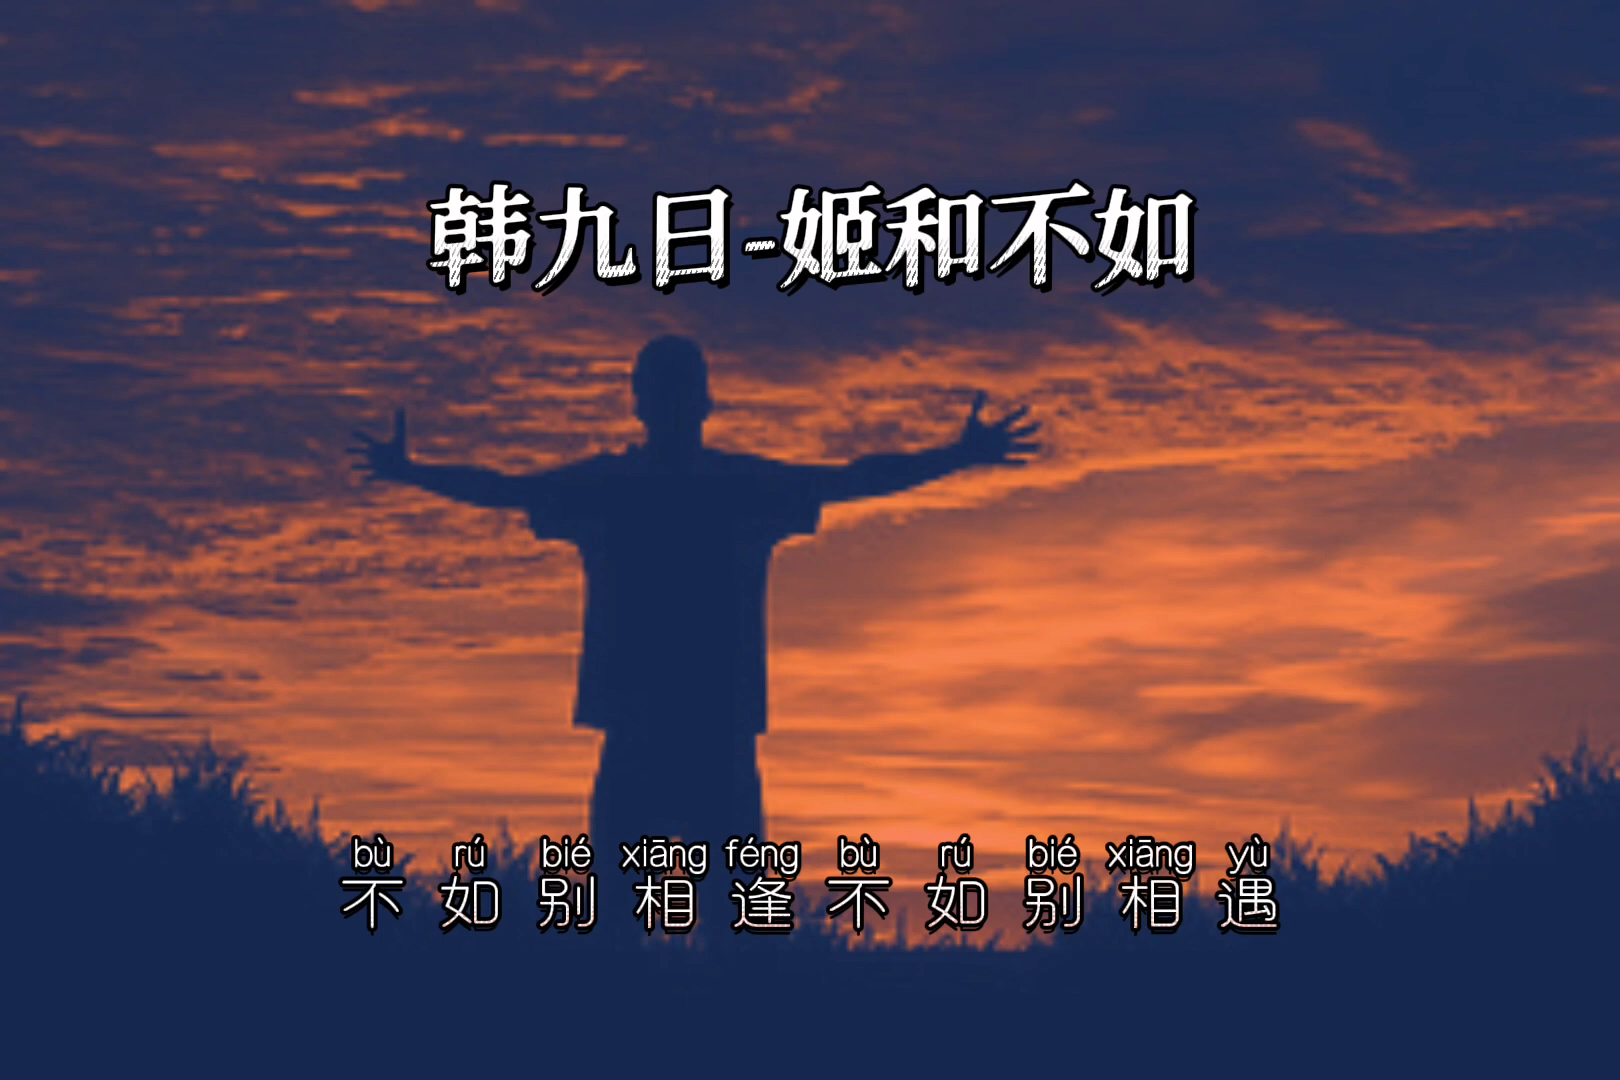 韩九日-姬和不如
bù rú bié xiāng féng bù rú bié xiāng yù
不如别相逢不如别相遇